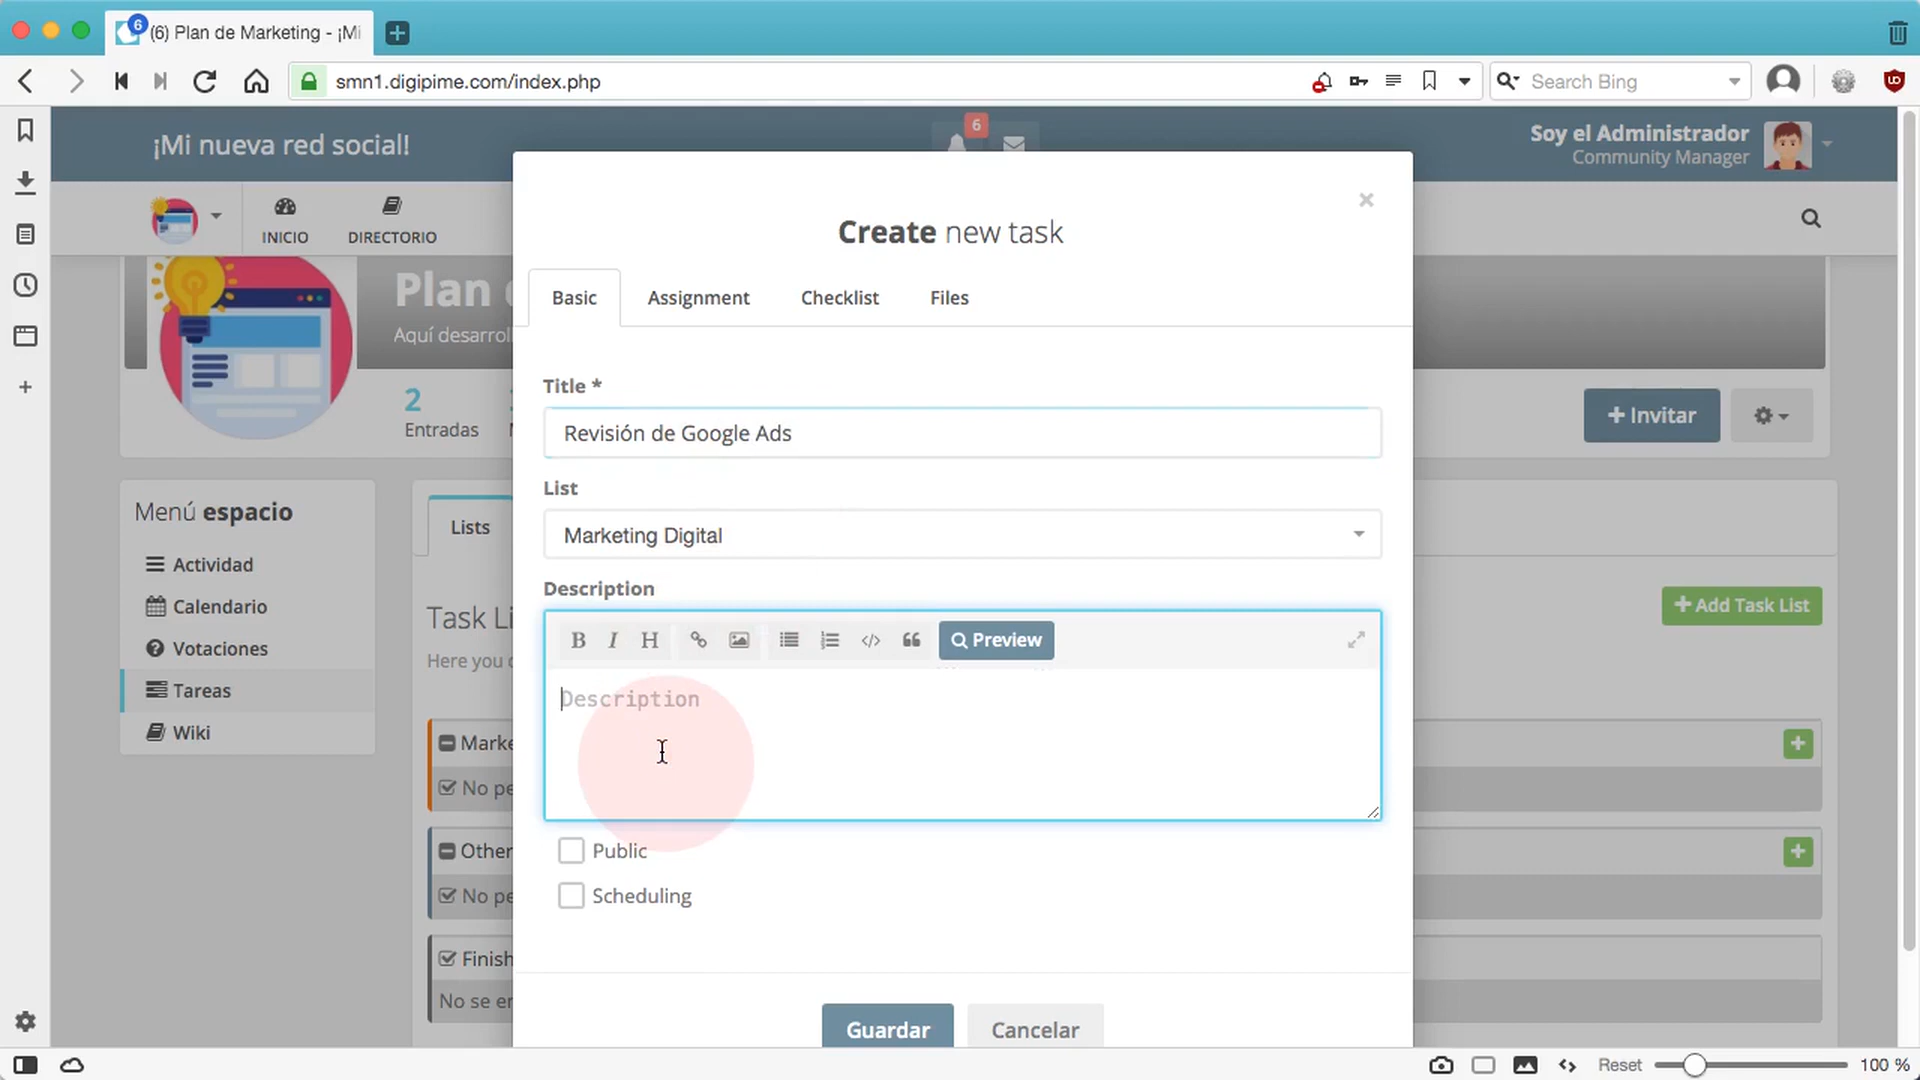 6
(6) Plan de Marketing - ¡Mi
smn1.digipime.com/index.php
Search Bing
¡Mi nueva red social!
6
Soy el Administrador
Community Manager
INICIO
DIRECTORIO
Plan
Aquí desarrol
2
Entradas
Invitar
Menú espacio
Actividad
Calendario
Votaciones
Tareas
Wiki
Lists
Task Li
Here you
Add Task List
Marke
No pe
Other
No pe
Finish
No se en
Create new task
Basic
Assignment
Checklist
Files
Title *
Revisión de Google Ads
List
Marketing Digital
Description
B I H
Preview
Description
Public
Scheduling
Guardar
Cancelar
Reset
100 %